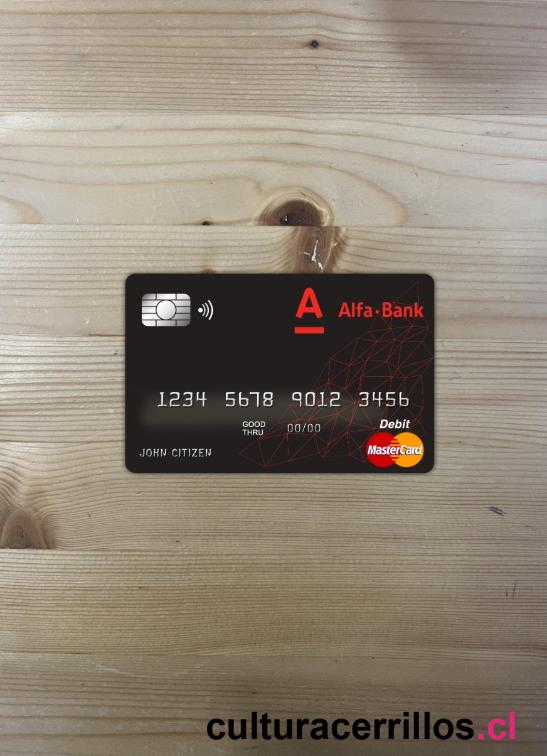 A Alfa·Bank
1234 5678 9012 3456
GOOD THRU 00/00
Debit
JOHN CITIZEN
MasterCard
culturacerrillos.cl